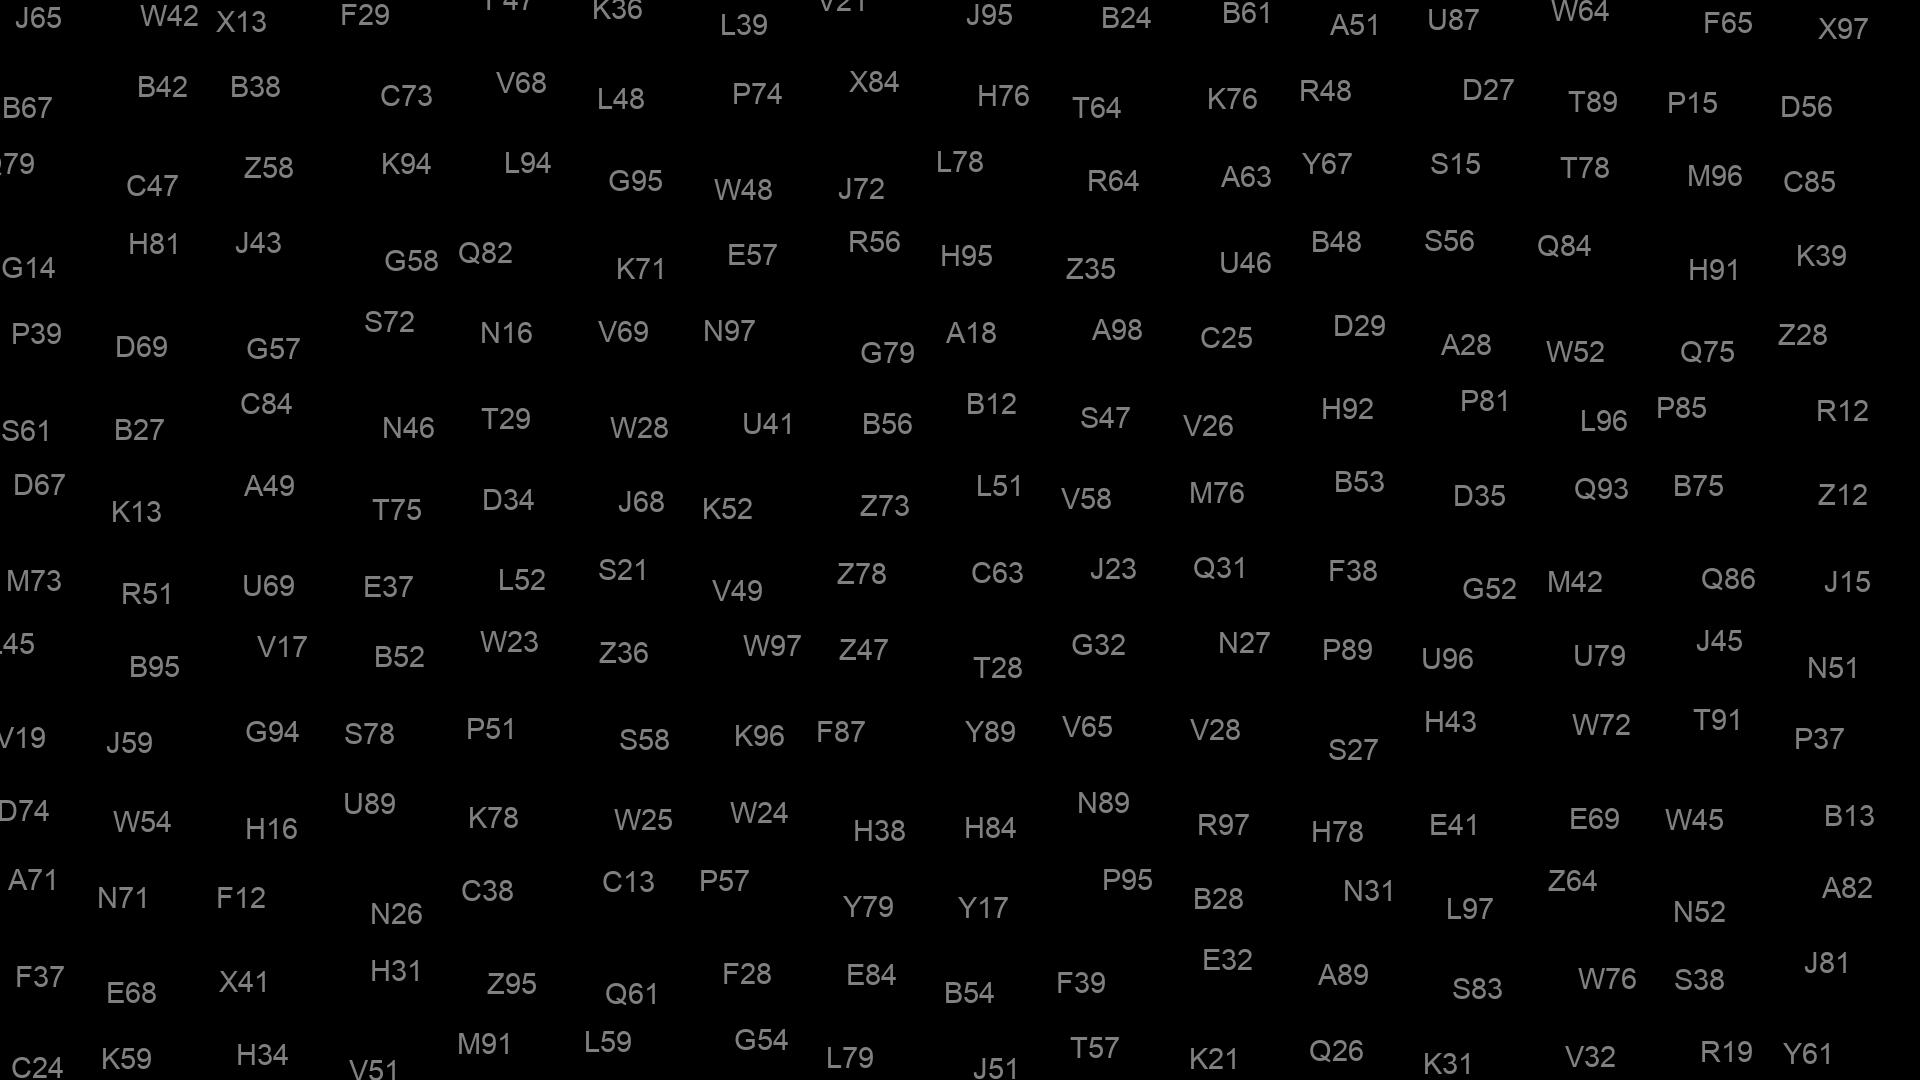 J65 W42 X13 F29 K36 L39 V21 J95 B24 B61 A51 U87 W64 F65 X97
B67 B42 B38 C73 V68 L48 P74 X84 H76 T64 K76 R48 D27 T89 P15 D56
C47 Z58 K94 L94 G95 W48 J72 L78 R64 A63 Y67 S15 T78 M96 C85
G14 H81 J43 G58 Q82 K71 E57 R56 H95 Z35 U46 B48 S56 Q84 H91 K39
P39 D69 G57 S72 N16 V69 N97 G79 A18 A98 C25 D29 A28 W52 Q75 Z28
S61 B27 C84 N46 T29 W28 U41 B56 B12 S47 V26 H92 P81 L96 P85 R12
D67 K13 A49 T75 D34 J68 K52 Z73 L51 V58 M76 B53 D35 Q93 B75 Z12
M73 R51 U69 E37 L52 S21 V49 Z78 C63 J23 Q31 F38 G52 M42 Q86 J15
B95 V17 B52 W23 Z36 W97 Z47 T28 G32 N27 P89 U96 U79 J45 N51
V19 J59 G94 S78 P51 S58 K96 F87 Y89 V65 V28 S27 H43 W72 T91 P37
D74 W54 H16 U89 K78 W25 W24 H38 H84 N89 R97 H78 E41 E69 W45 B13
A71 N71 F12 N26 C38 C13 P57 Y79 Y17 P95 B28 N31 L97 Z64 N52 A82
F37 E68 X41 H31 Z95 Q61 F28 E84 B54 F39 E32 A89 S83 W76 S38 J81
C24 K59 H34 V51 M91 L59 G54 L79 J51 T57 K21 Q26 K31 V32 R19 Y61